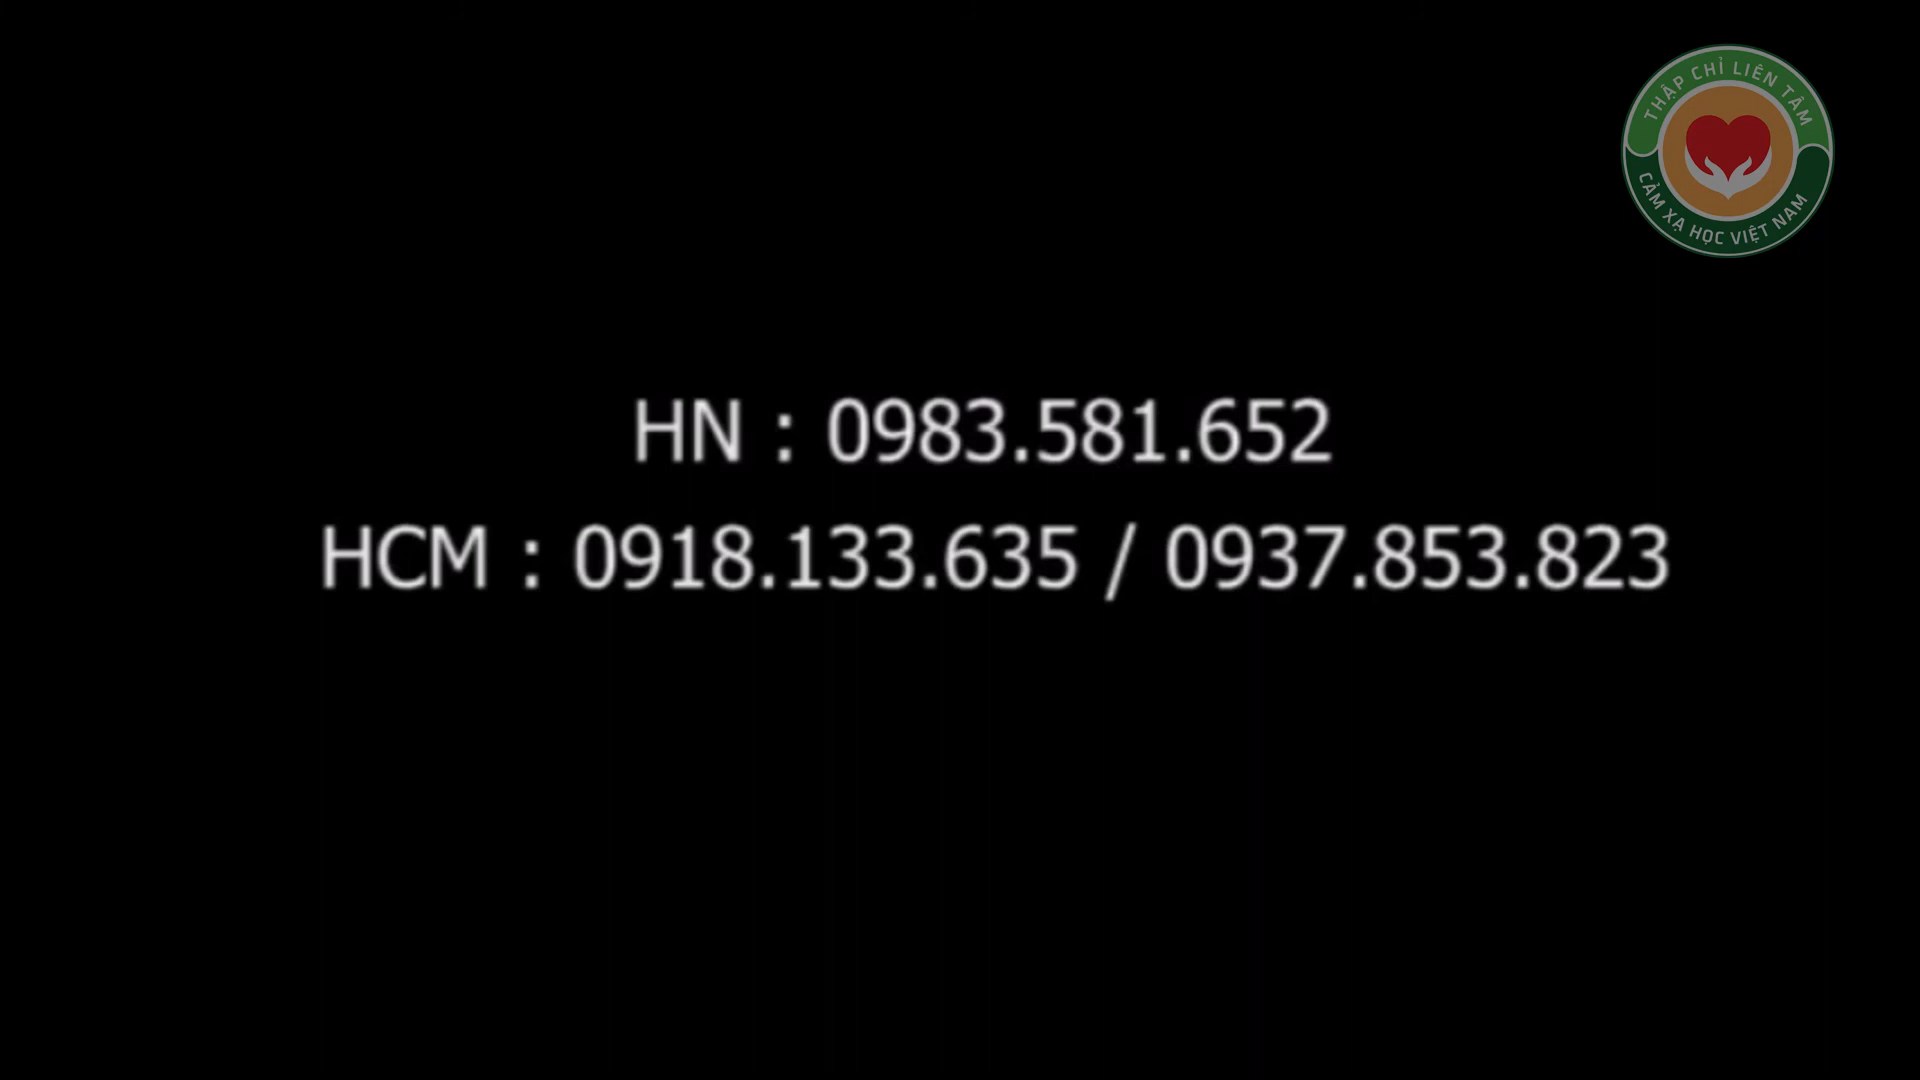 THẬP CHỈ LIÊN TÂM
CẢM XẠ HỌC VIỆT NAM
HN : 0983.581.652
HCM : 0918.133.635 / 0937.853.823